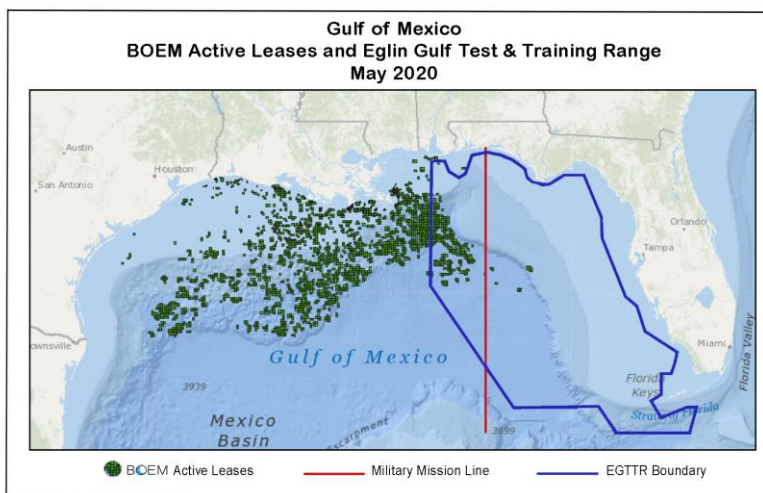 Gulf of Mexico
BOEM Active Leases and Eglin Gulf Test & Training Range
May 2020
Austin
Houston
San Antonio
Orlando
Tampa
Gulf of Mexico
ownsville
Miami
Florida Valley
Florida
Keys
3939
Mexico
Basin
Escarpment
3699
Straits of Florida
BOEM Active Leases
Military Mission Line
EGTTR Boundary